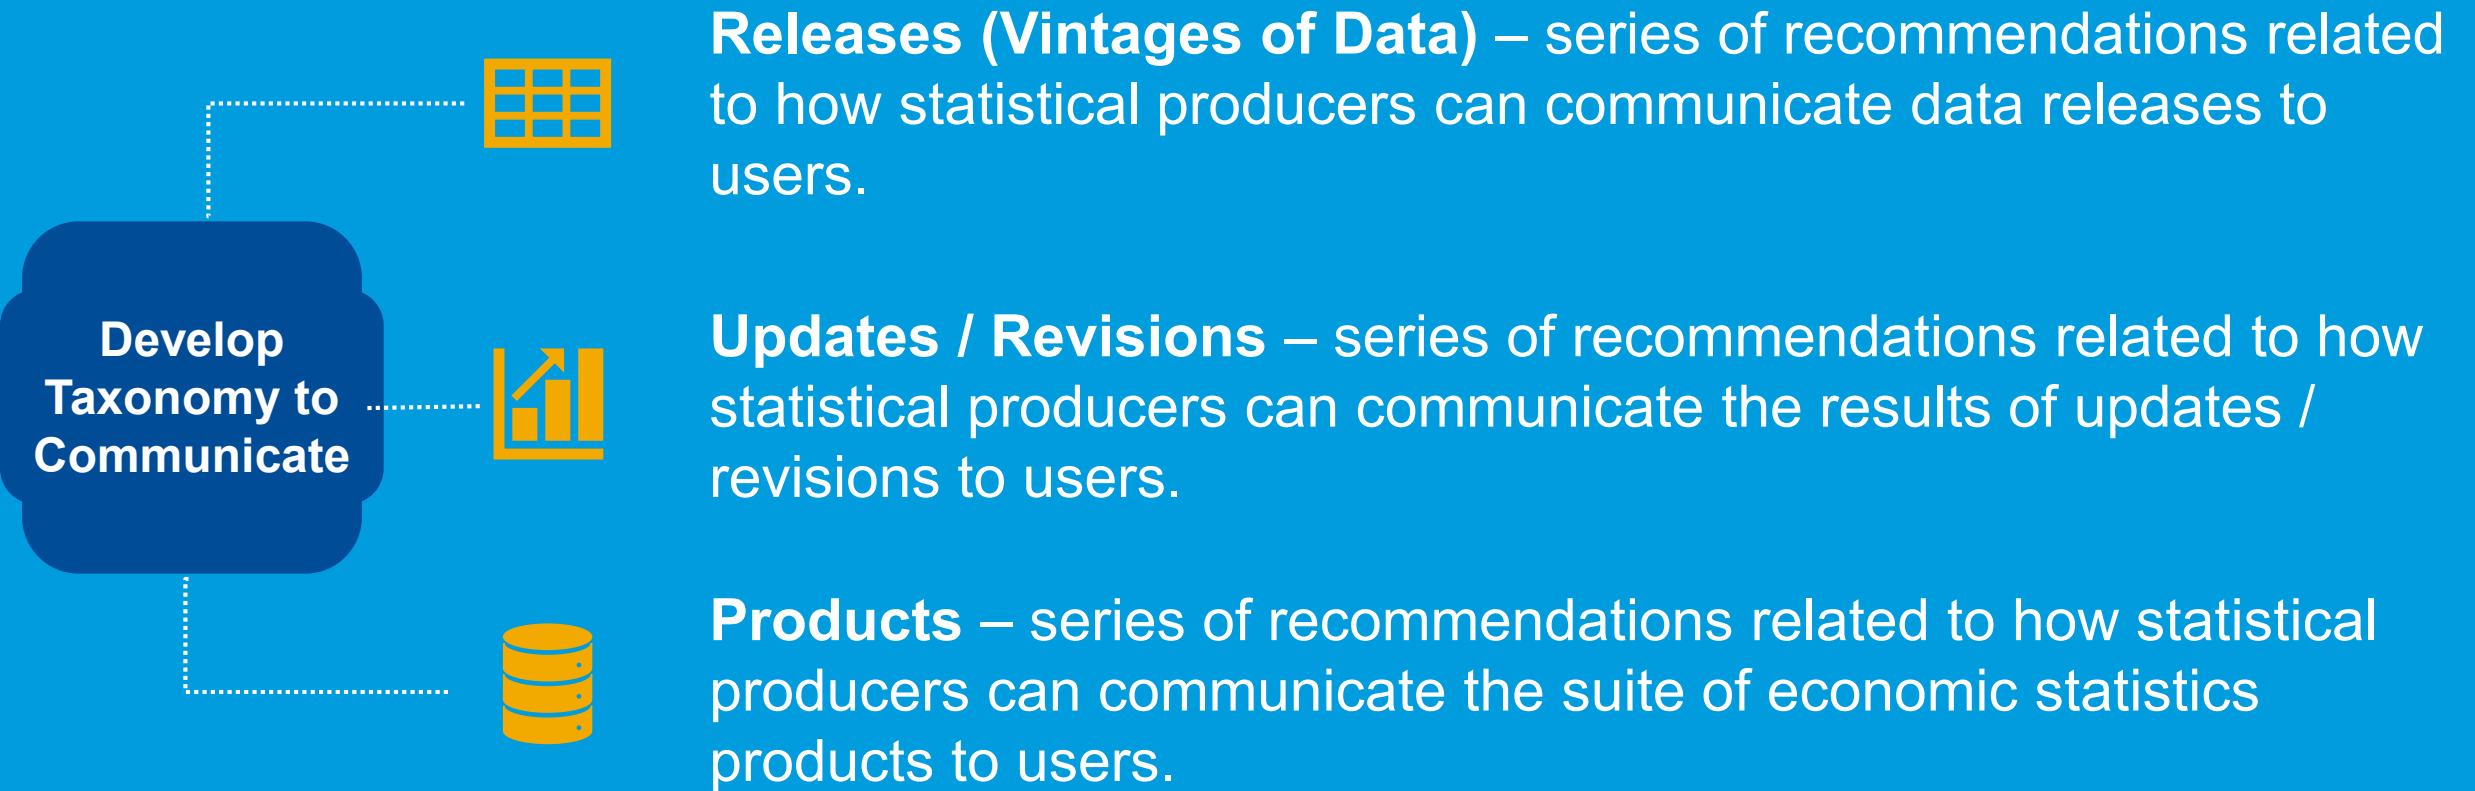 Releases (Vintages of Data) – series of recommendations related
to how statistical producers can communicate data releases to
users.
Develop
Taxonomy to
Communicate
Updates / Revisions – series of recommendations related to how
statistical producers can communicate the results of updates /
revisions to users.
Products – series of recommendations related to how statistical
producers can communicate the suite of economic statistics
products to users.